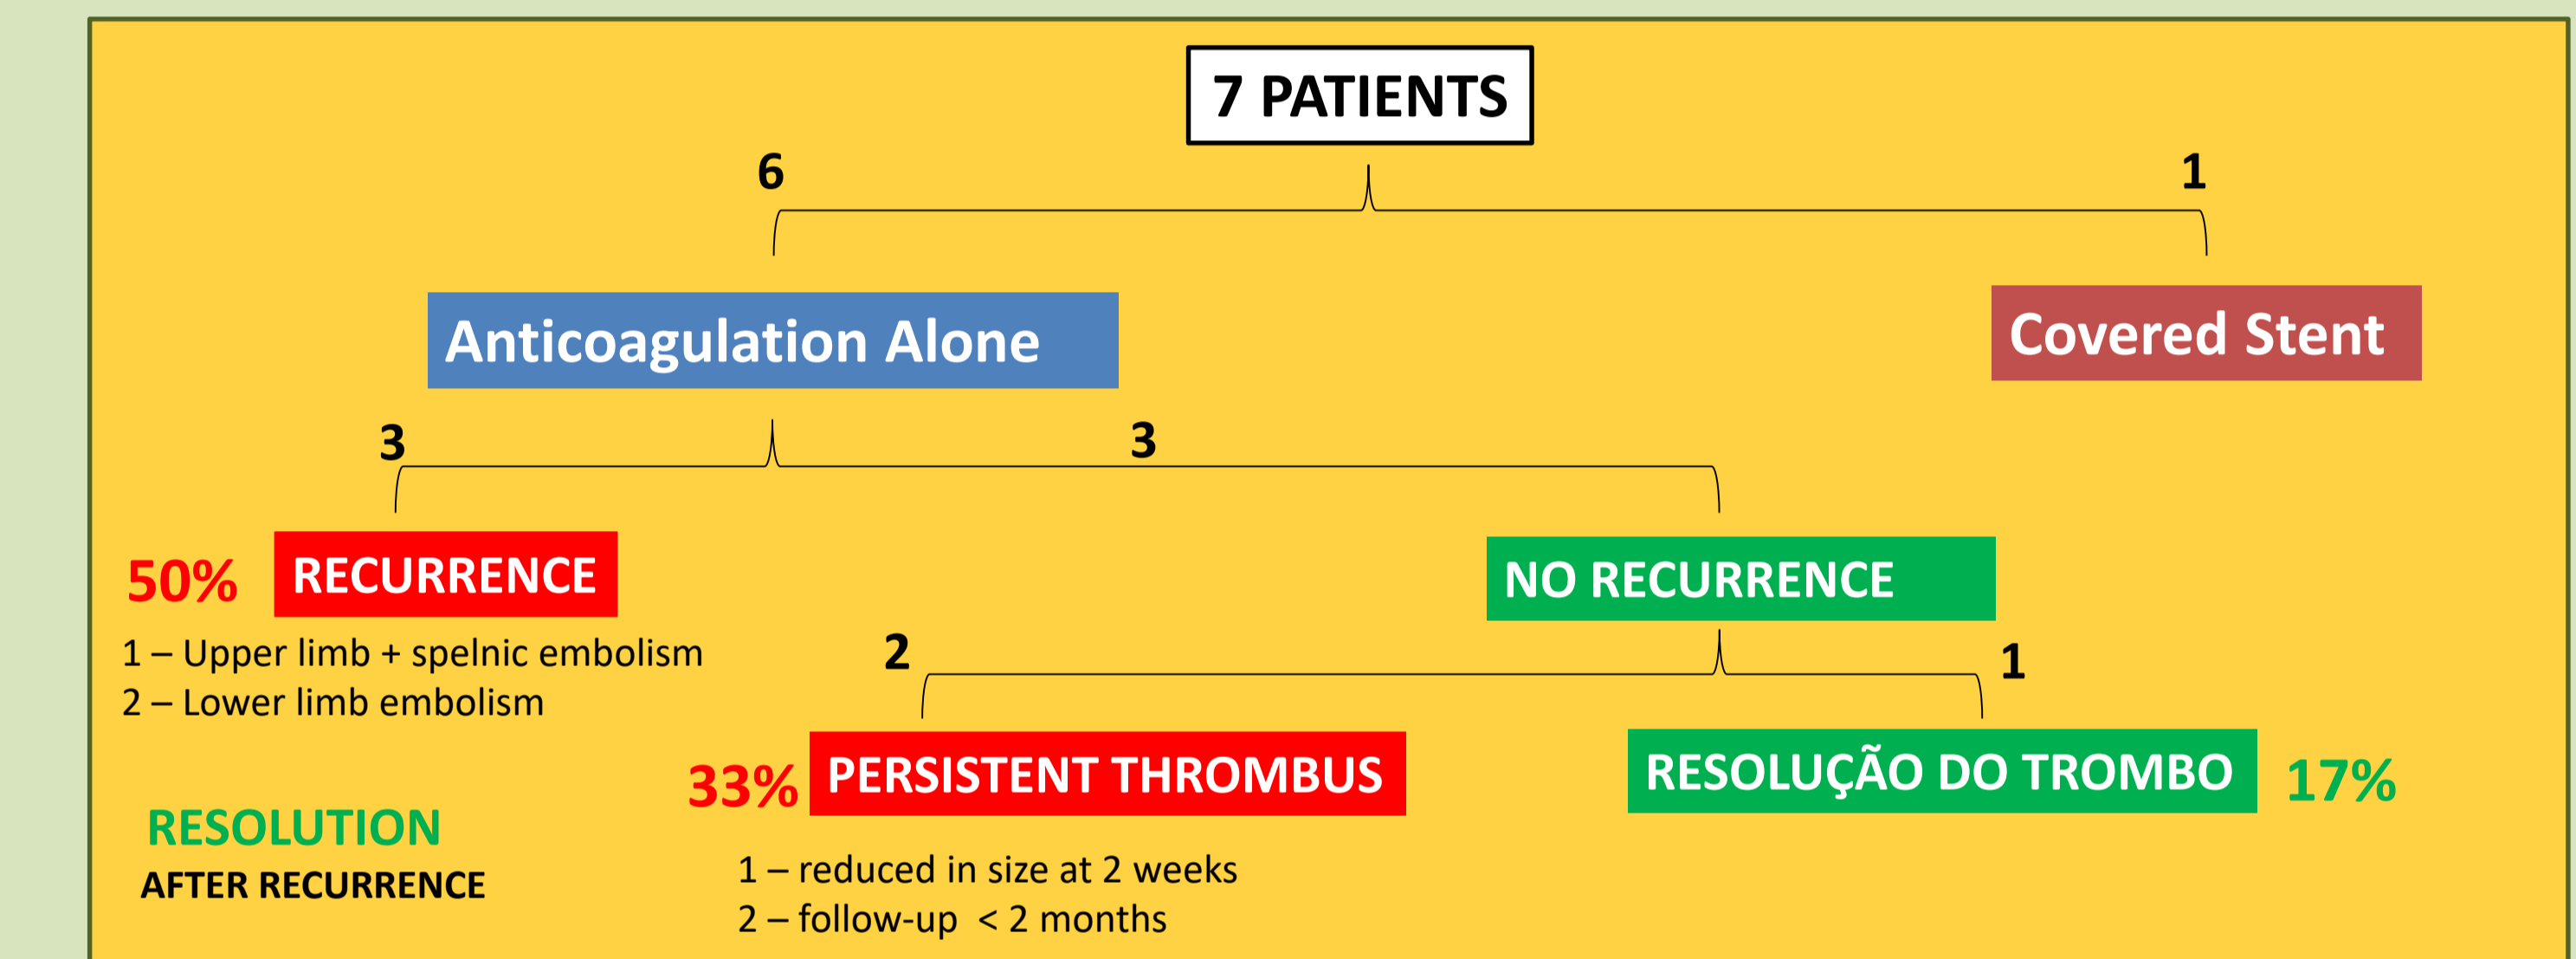 7 PATIENTS
6
1
Anticoagulation Alone
Covered Stent
3
3
50%
RECURRENCE
NO RECURRENCE
1 – Upper limb + spelnic embolism
2 – Lower limb embolism
2
1
33%
PERSISTENT THROMBUS
RESOLUÇÃO DO TROMBO
17%
RESOLUTION
AFTER RECURRENCE
1 – reduced in size at 2 weeks
2 – follow-up < 2 months